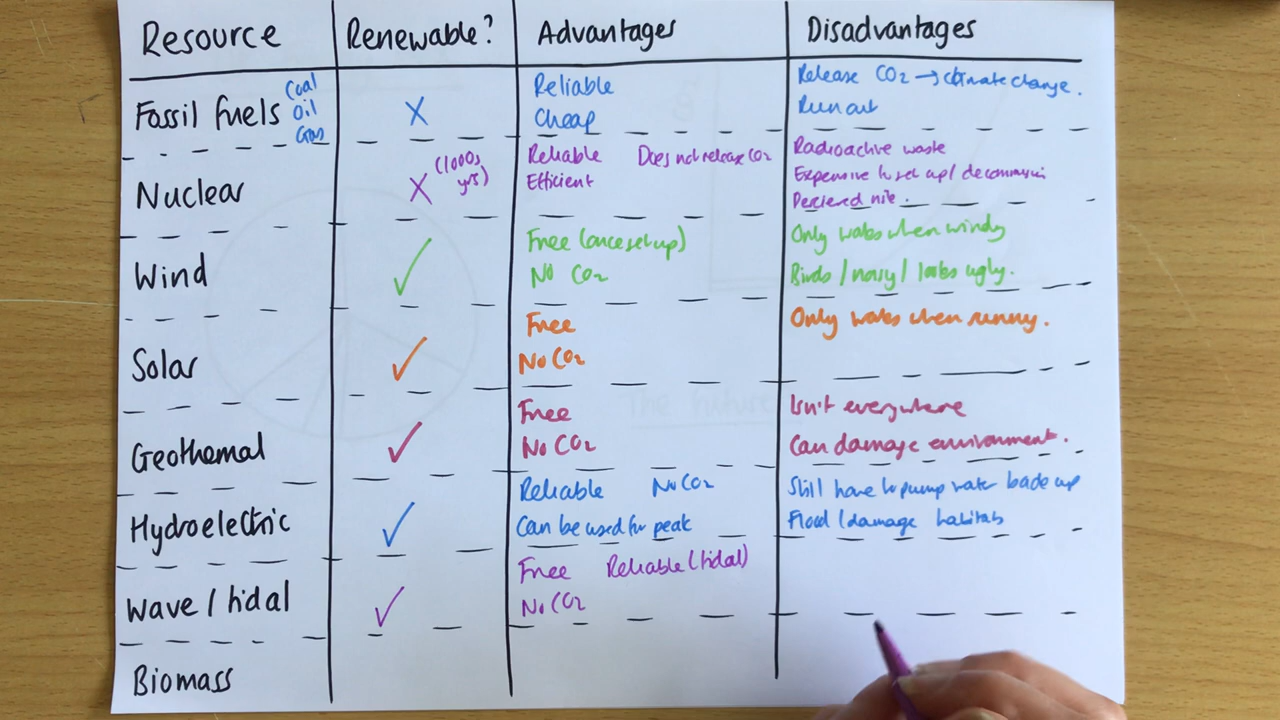 Resource Renewable? Advantages Disadvantages
Fossil fuels Coal Oil Gas X Reliable Cheap Release CO2 → climate change. Run out
Nuclear X (1000s yrs) Reliable Does not release CO2 Efficient Radioactive waste Expensive to set up/ decommission Perceived risk.
Wind ✓ Free (once set up) No CO2 Only works when windy Birds / noisy / looks ugly.
Solar ✓ Free No CO2 Only works when sunny.
Geothemal ✓ Free No CO2 Isn't everywhere Can damage environment.
Hydroelectric ✓ Reliable No CO2 Can be used for peak Still have to pump water back up Flood / damage habitats
Wave / tidal ✓ Free Reliable (tidal) No CO2
Biomass